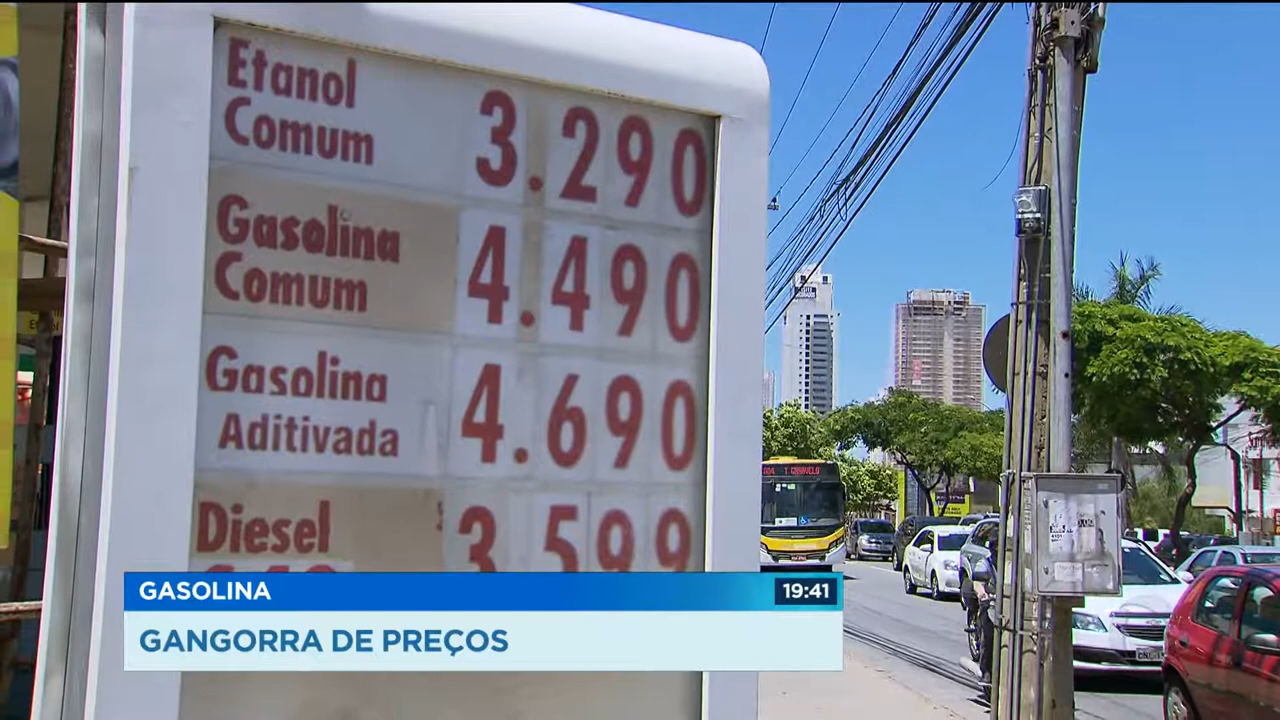 Etanol
Comum
3.290
Gasolina
Comum
4.490
Gasolina
Aditivada
4.690
Diesel
3.599
GASOLINA
19:41
GANGORRA DE PREÇOS